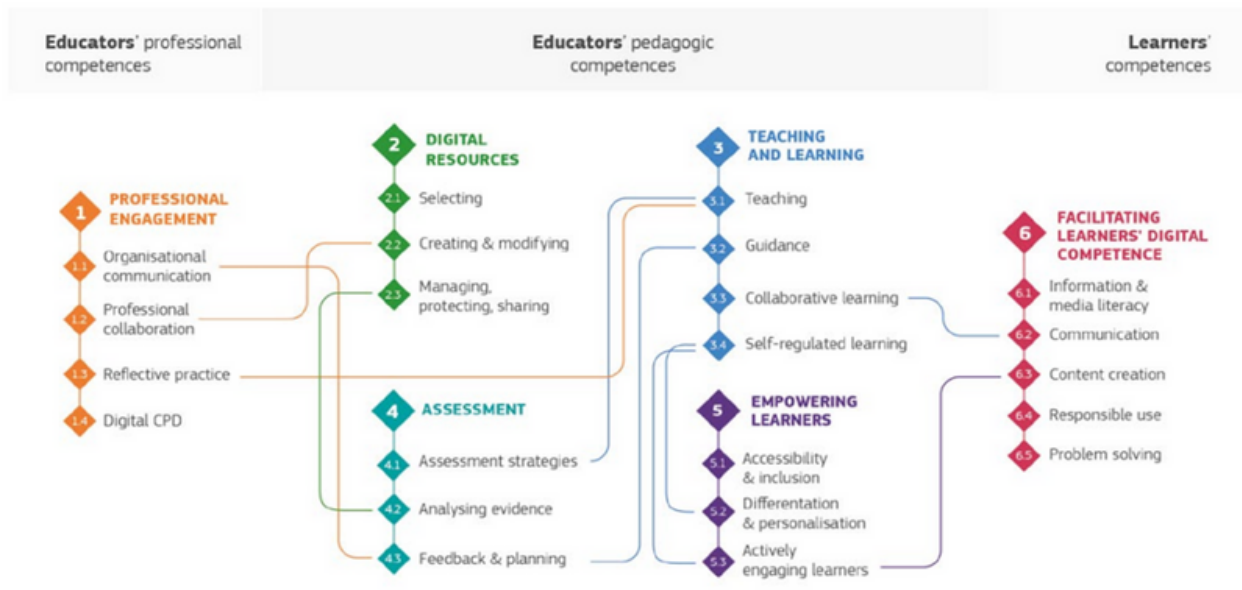 Educators' professional
competences
Educators' pedagogic
competences
Learners'
competences
1
PROFESSIONAL
ENGAGEMENT
1.1
Organisational
communication
1.2
Professional
collaboration
1.3
Reflective practice
1.4
Digital CPD
2
DIGITAL
RESOURCES
2.1
Selecting
2.2
Creating & modifying
2.3
Managing,
protecting, sharing
4
ASSESSMENT
4.1
Assessment strategies
4.2
Analysing evidence
4.3
Feedback & planning
3
TEACHING
AND LEARNING
3.1
Teaching
3.2
Guidance
3.3
Collaborative learning
3.4
Self-regulated learning
5
EMPOWERING
LEARNERS
5.1
Accessibility
& inclusion
5.2
Differentation
& personalisation
5.3
Actively
engaging learners
6
FACILITATING
LEARNERS' DIGITAL
COMPETENCE
6.1
Information &
media literacy
6.2
Communication
6.3
Content creation
6.4
Responsible use
6.5
Problem solving